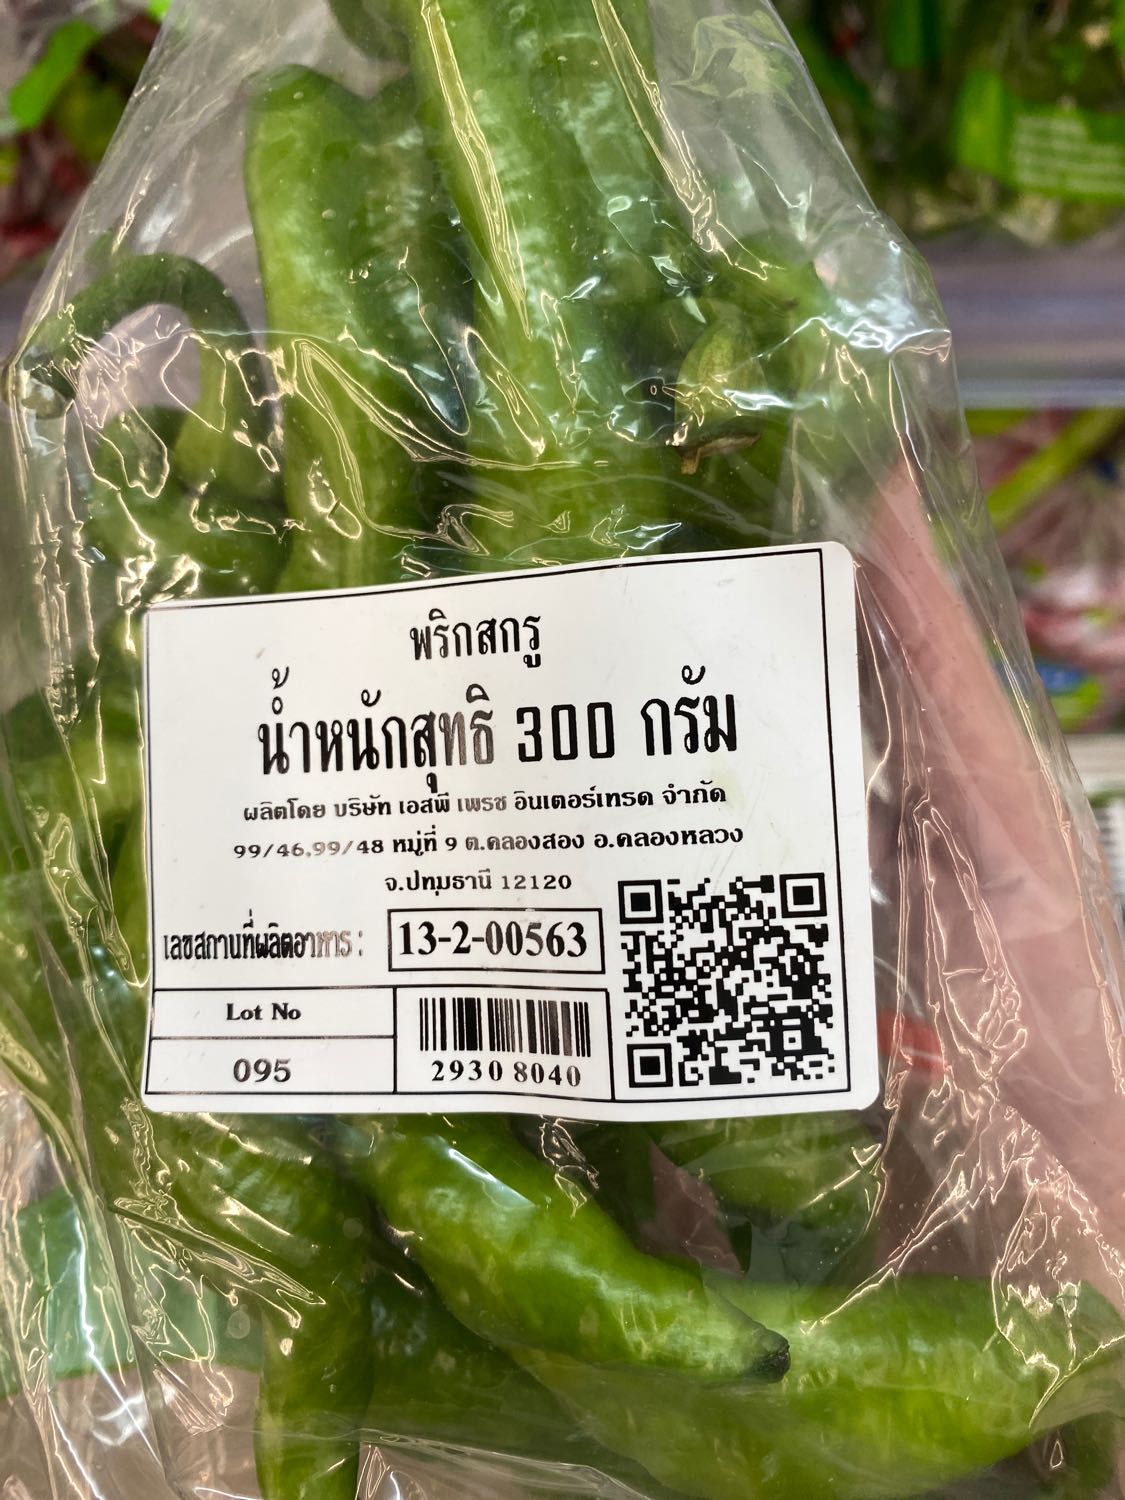 พริกสกรู
น้ำหนักสุทธิ 300 กรัม
ผลิตโดย บริษัท เอสพี เพรช อินเตอร์เทรด จำกัด
99/46,99/48 หมู่ที่ 9 ต.คลองสอง อ.คลองหลวง
จ.ปทุมธานี 12120
เลขสถานที่ผลิตอาหาร : 13-2-00563
Lot No
095
2930 8040